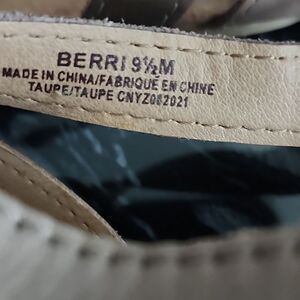 BERRI 9½M
MADE IN CHINA/FABRIQUE EN CHINE
TAUPE/TAUPE CNYZ082021